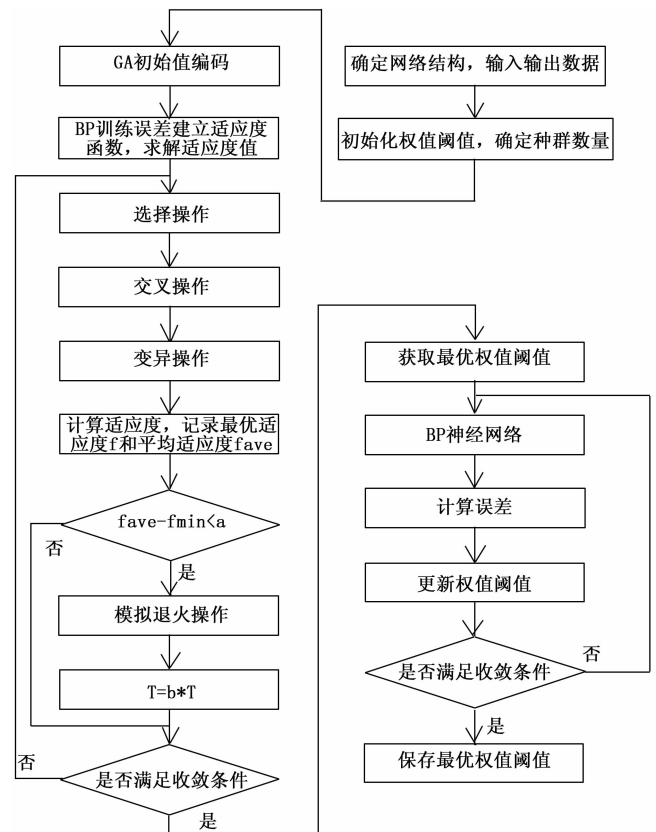 确定网络结构，输入输出数据
初始化权值阈值，确定种群数量
GA初始值编码
BP训练误差建立适应度
函数，求解适应度值
选择操作
交叉操作
变异操作
计算适应度，记录最优适
应度f和平均适应度fave
fave-fmin<a
否
是
模拟退火操作
T=b*T
否
是否满足收敛条件
是
获取最优权值阈值
BP神经网络
计算误差
更新权值阈值
是否满足收敛条件
否
是
保存最优权值阈值